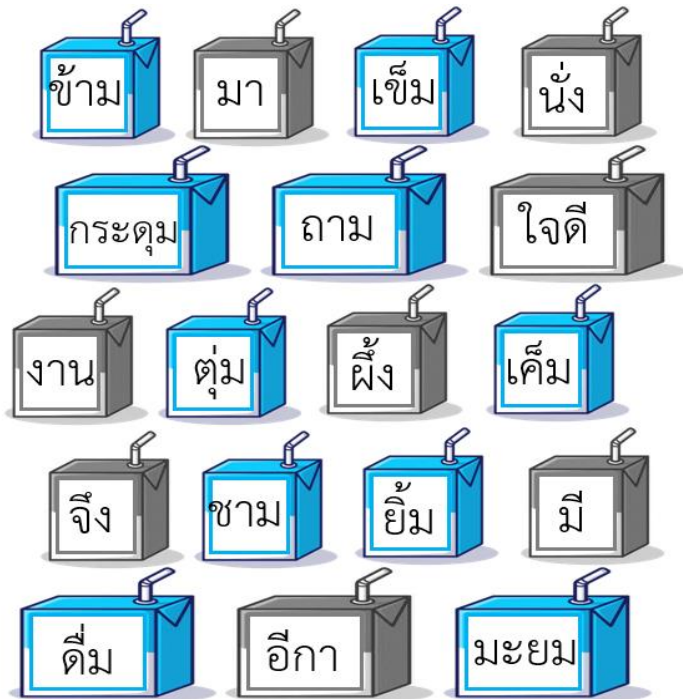 ข้าม มา เข็ม นั่ง
กระดุม ถาม ใจดี
งาน ตุ่ม ผึ้ง เค็ม
จึง ชาม ยิ้ม มี
ดื่ม อีกา มะยม